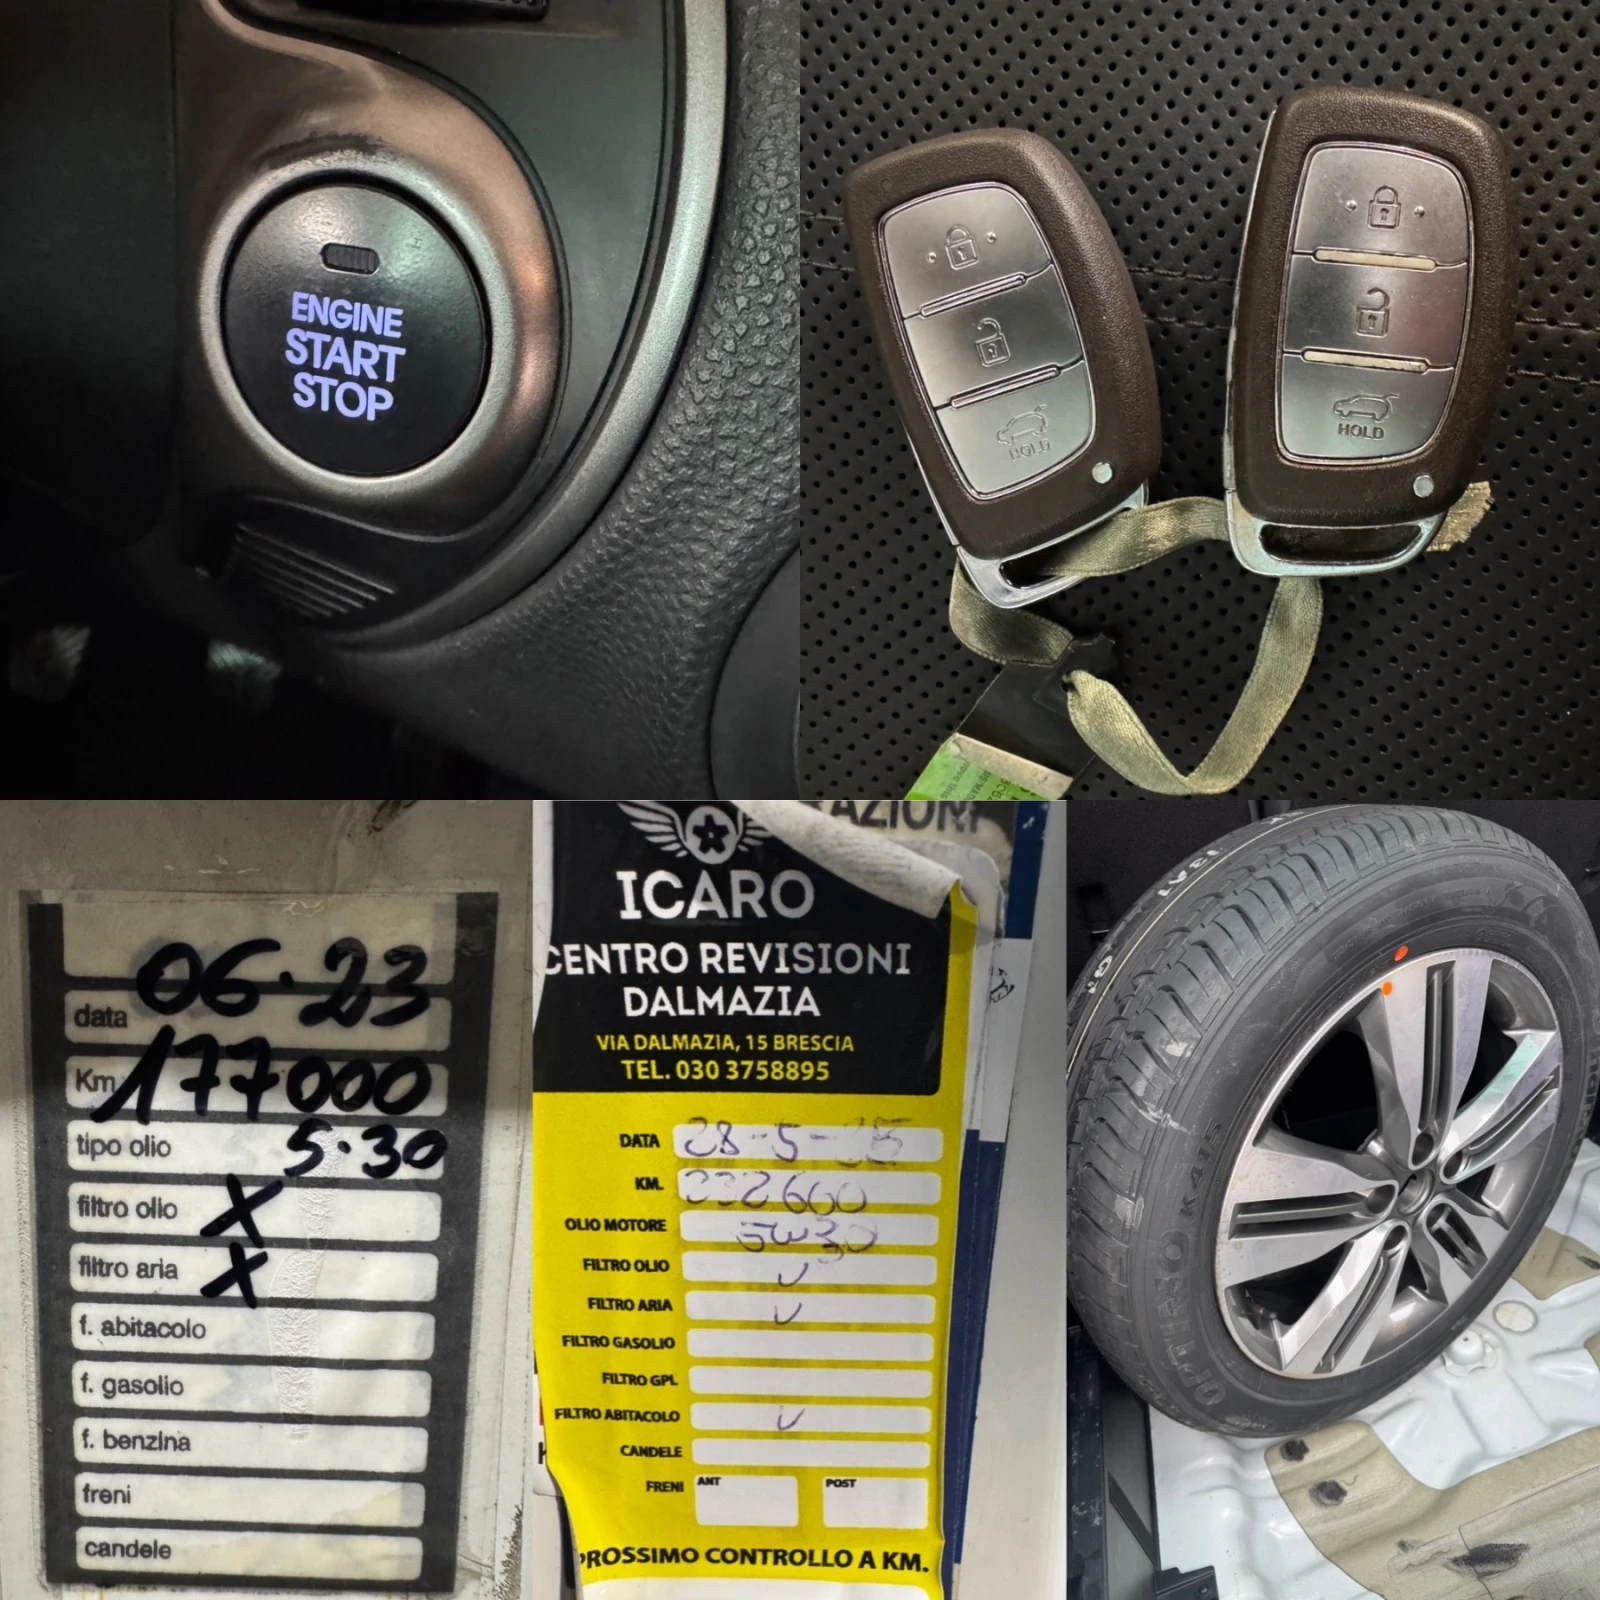 ENGINE
START
STOP
HOLD
HOLD
06.23
data
Km 177000
tipo olio 5.30
filtro olio X
filtro aria X
f. abitacolo
f. gasolio
f. benzina
freni
candele
AZIONI
ICARO
CENTRO REVISIONI
DALMAZIA
VIA DALMAZIA, 15 BRESCIA
TEL. 030 3758895
DATA 28-5-
KM. 232600
OLIO MOTORE 5W30
FILTRO OLIO V
FILTRO ARIA V
FILTRO GASOLIO
FILTRO GPL
FILTRO ABITACOLO V
CANDELE
FRENI ANT POST
PROSSIMO CONTROLLO A KM.
OPTIMO K415